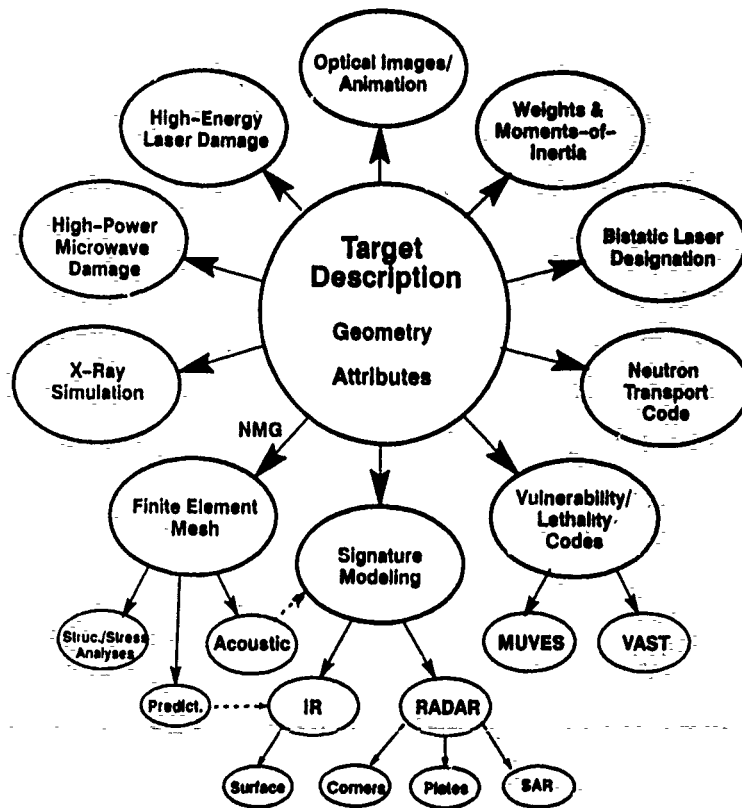 Optical Images/
Animation
High-Energy
Laser Damage
Weights &
Moments-of-
Inertia
High-Power
Microwave
Damage
Target
Description
Geometry
Attributes
Bistatic Laser
Designation
X-Ray
Simulation
Neutron
Transport
Code
NMG
Finite Element
Mesh
Signature
Modeling
Vulnerability/
Lethality
Codes
Struc./Stress
Analyses
Acoustic
MUVES
VAST
Predict.
IR
RADAR
Surface
Corners
Plates
SAR